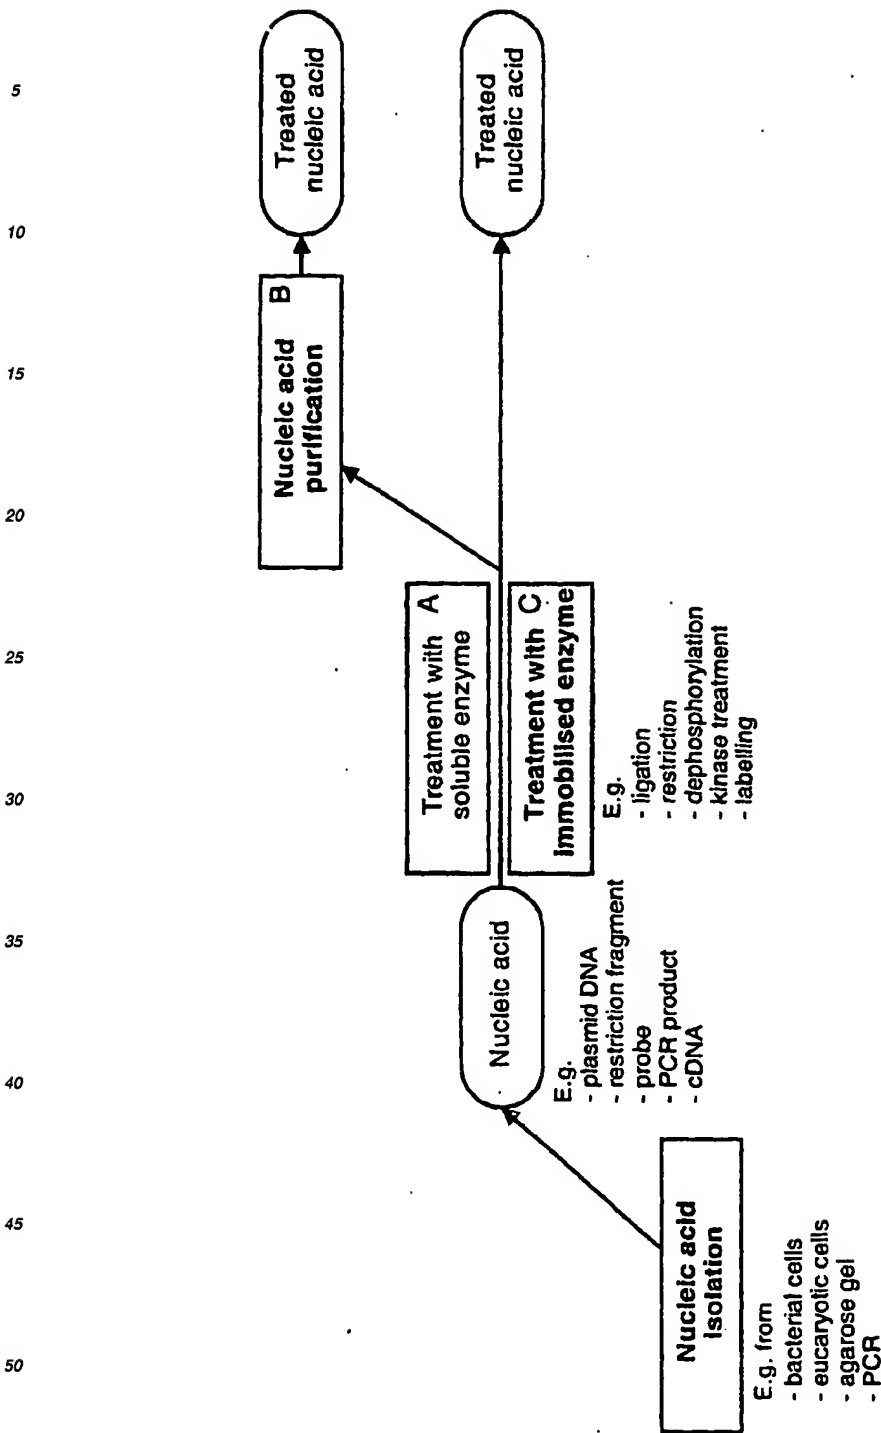 5
10
15
20
25
30
35
40
45
50
Nucleic acid
isolation
E.g. from
- bacterial cells
- eucaryotic cells
- agarose gel
- PCR
Nucleic acid
E.g.
- plasmid DNA
- restriction fragment
- probe
- PCR product
- cDNA
Treatment with A
soluble enzyme
Treatment with C
immobilised enzyme
E.g.
- ligation
- restriction
- dephosphorylation
- kinase treatment
- labelling
Nucleic acid B
purification
Treated
nucleic acid
Treated
nucleic acid